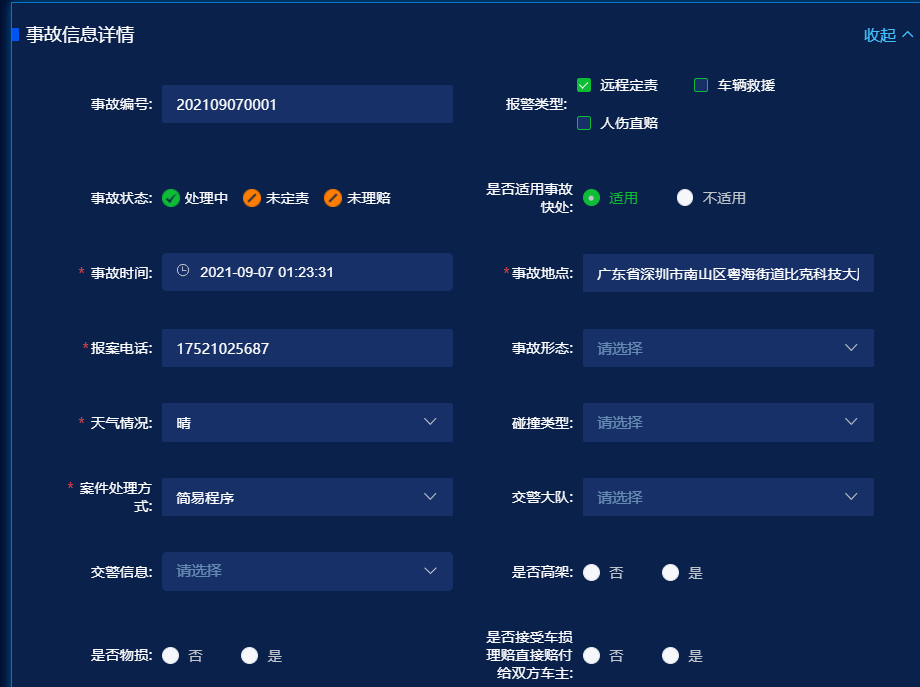 事故信息详情
收起
事故编号:
202109070001
报警类型:
远程定责
车辆救援
人伤直赔
事故状态:
处理中
未定责
未理赔
是否适用事故
快处:
适用
不适用
* 事故时间:
2021-09-07 01:23:31
*事故地点:
广东省深圳市南山区粤海街道比克科技大
*报案电话:
17521025687
事故形态:
请选择
* 天气情况:
晴
碰撞类型:
请选择
* 案件处理方
式:
简易程序
交警大队:
请选择
交警信息:
请选择
是否高架:
否
是
是否物损:
否
是
是否接受车损
理赔直接赔付
给双方车主:
否
是